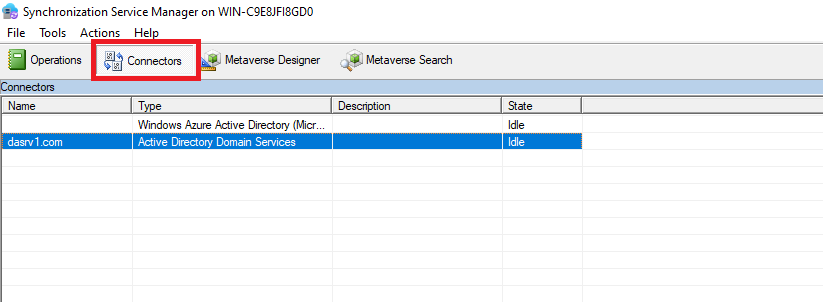 Synchronization Service Manager on WIN-C9E8JFI8GD0
File Tools Actions Help
Operations Connectors Metaverse Designer Metaverse Search
Connectors
Name Type Description State
Windows Azure Active Directory (Micr... Idle
dasrv1.com Active Directory Domain Services Idle